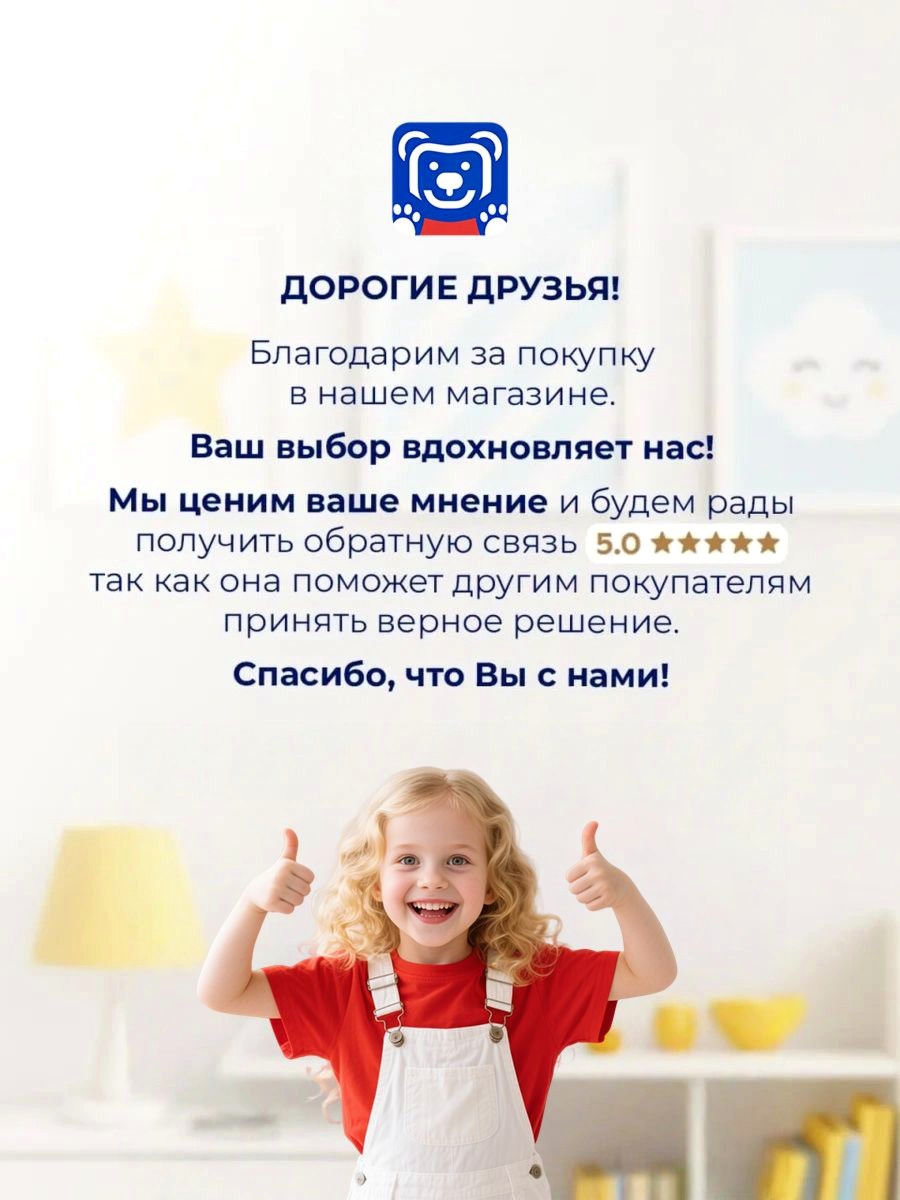 ДОРОГИЕ ДРУЗЬЯ!
Благодарим за покупку
в нашем магазине.
Ваш выбор вдохновляет нас!
Мы ценим ваше мнение и будем рады
получить обратную связь 5.0 ★★★★★
так как она поможет другим покупателям
принять верное решение.
Спасибо, что Вы с нами!